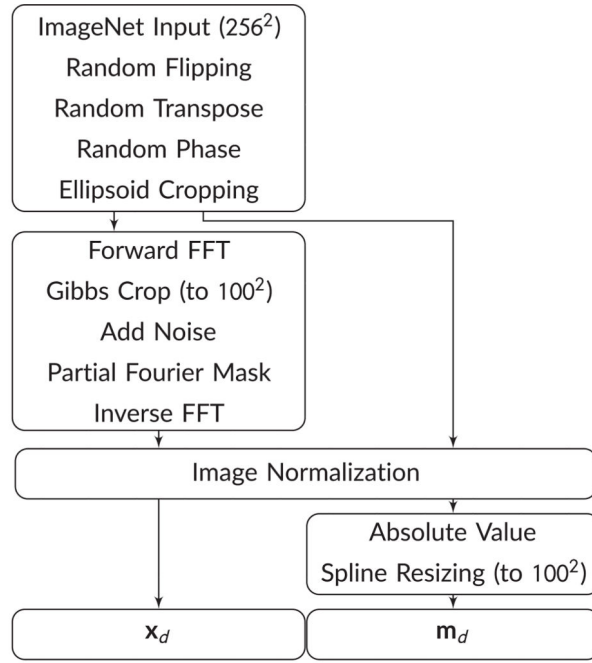 ImageNet Input (256²)
Random Flipping
Random Transpose
Random Phase
Ellipsoid Cropping
Forward FFT
Gibbs Crop (to 100²)
Add Noise
Partial Fourier Mask
Inverse FFT
Image Normalization
Absolute Value
Spline Resizing (to 100²)
x_d
m_d